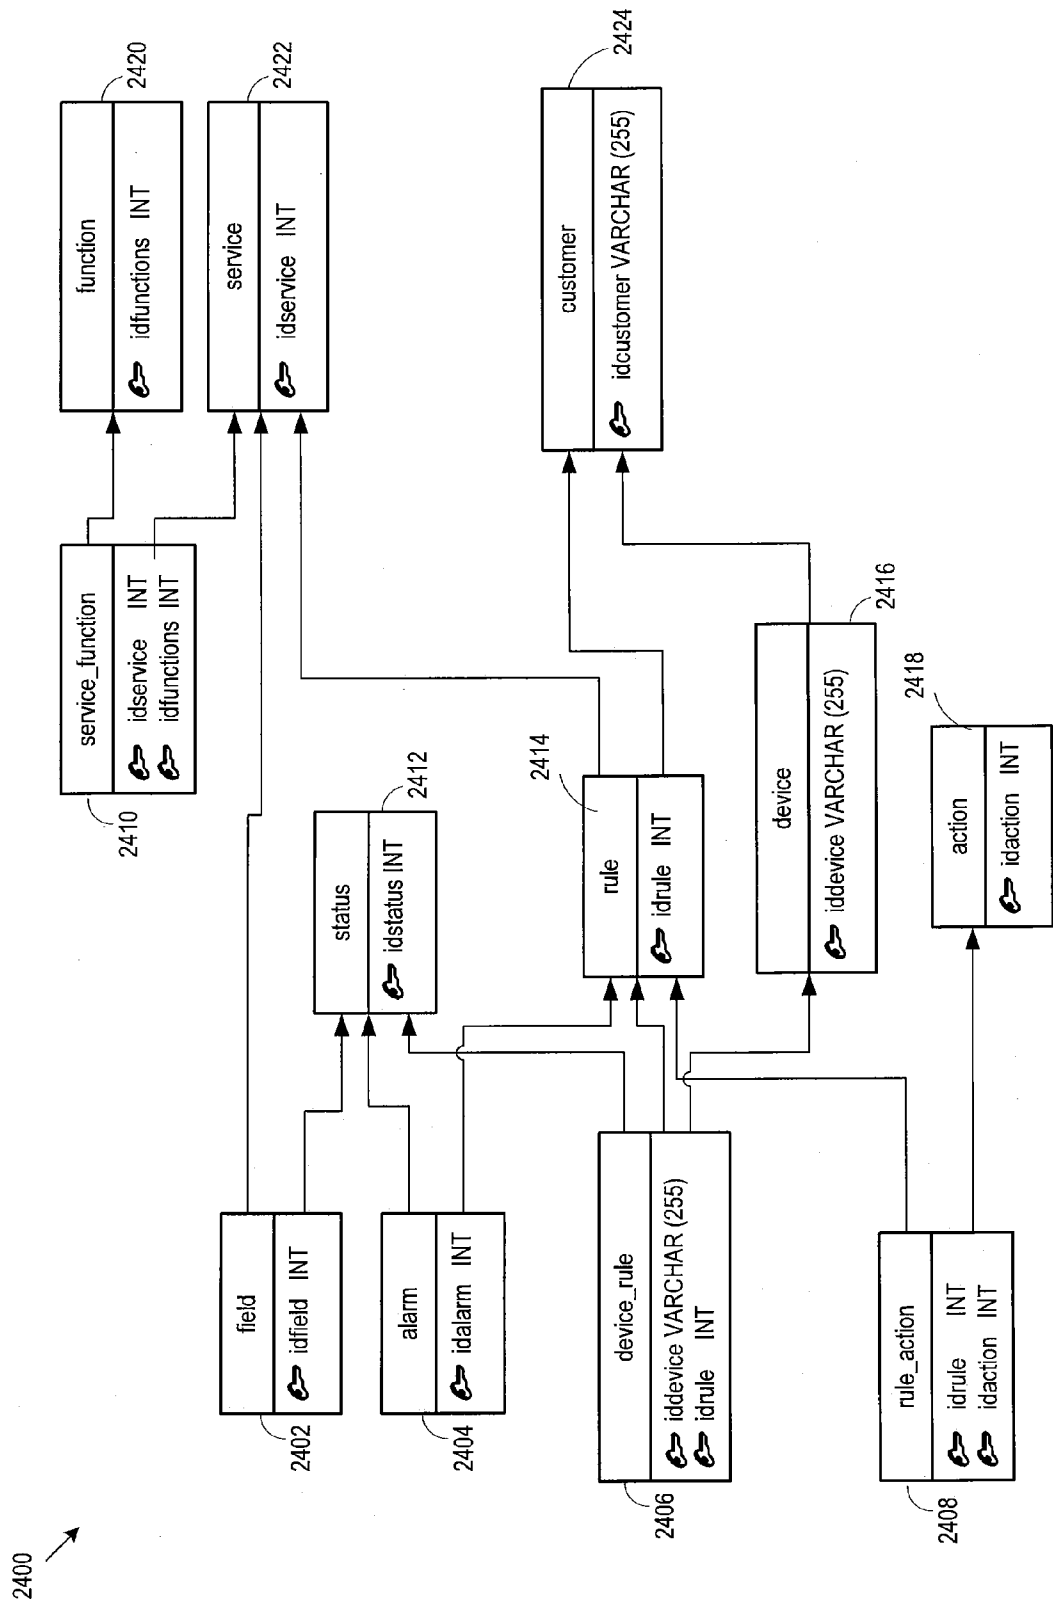 2400
field
idfield INT
2402
alarm
idalarm INT
2404
device_rule
iddevice VARCHAR (255)
idrule INT
2406
rule_action
idrule INT
idaction INT
2408
service_function
idservice INT
idfunctions INT
2410
status
idstatus INT
2412
rule
idrule INT
2414
device
iddevice VARCHAR (255)
2416
action
idaction INT
2418
function
idfunctions INT
2420
service
idservice INT
2422
customer
idcustomer VARCHAR (255)
2424